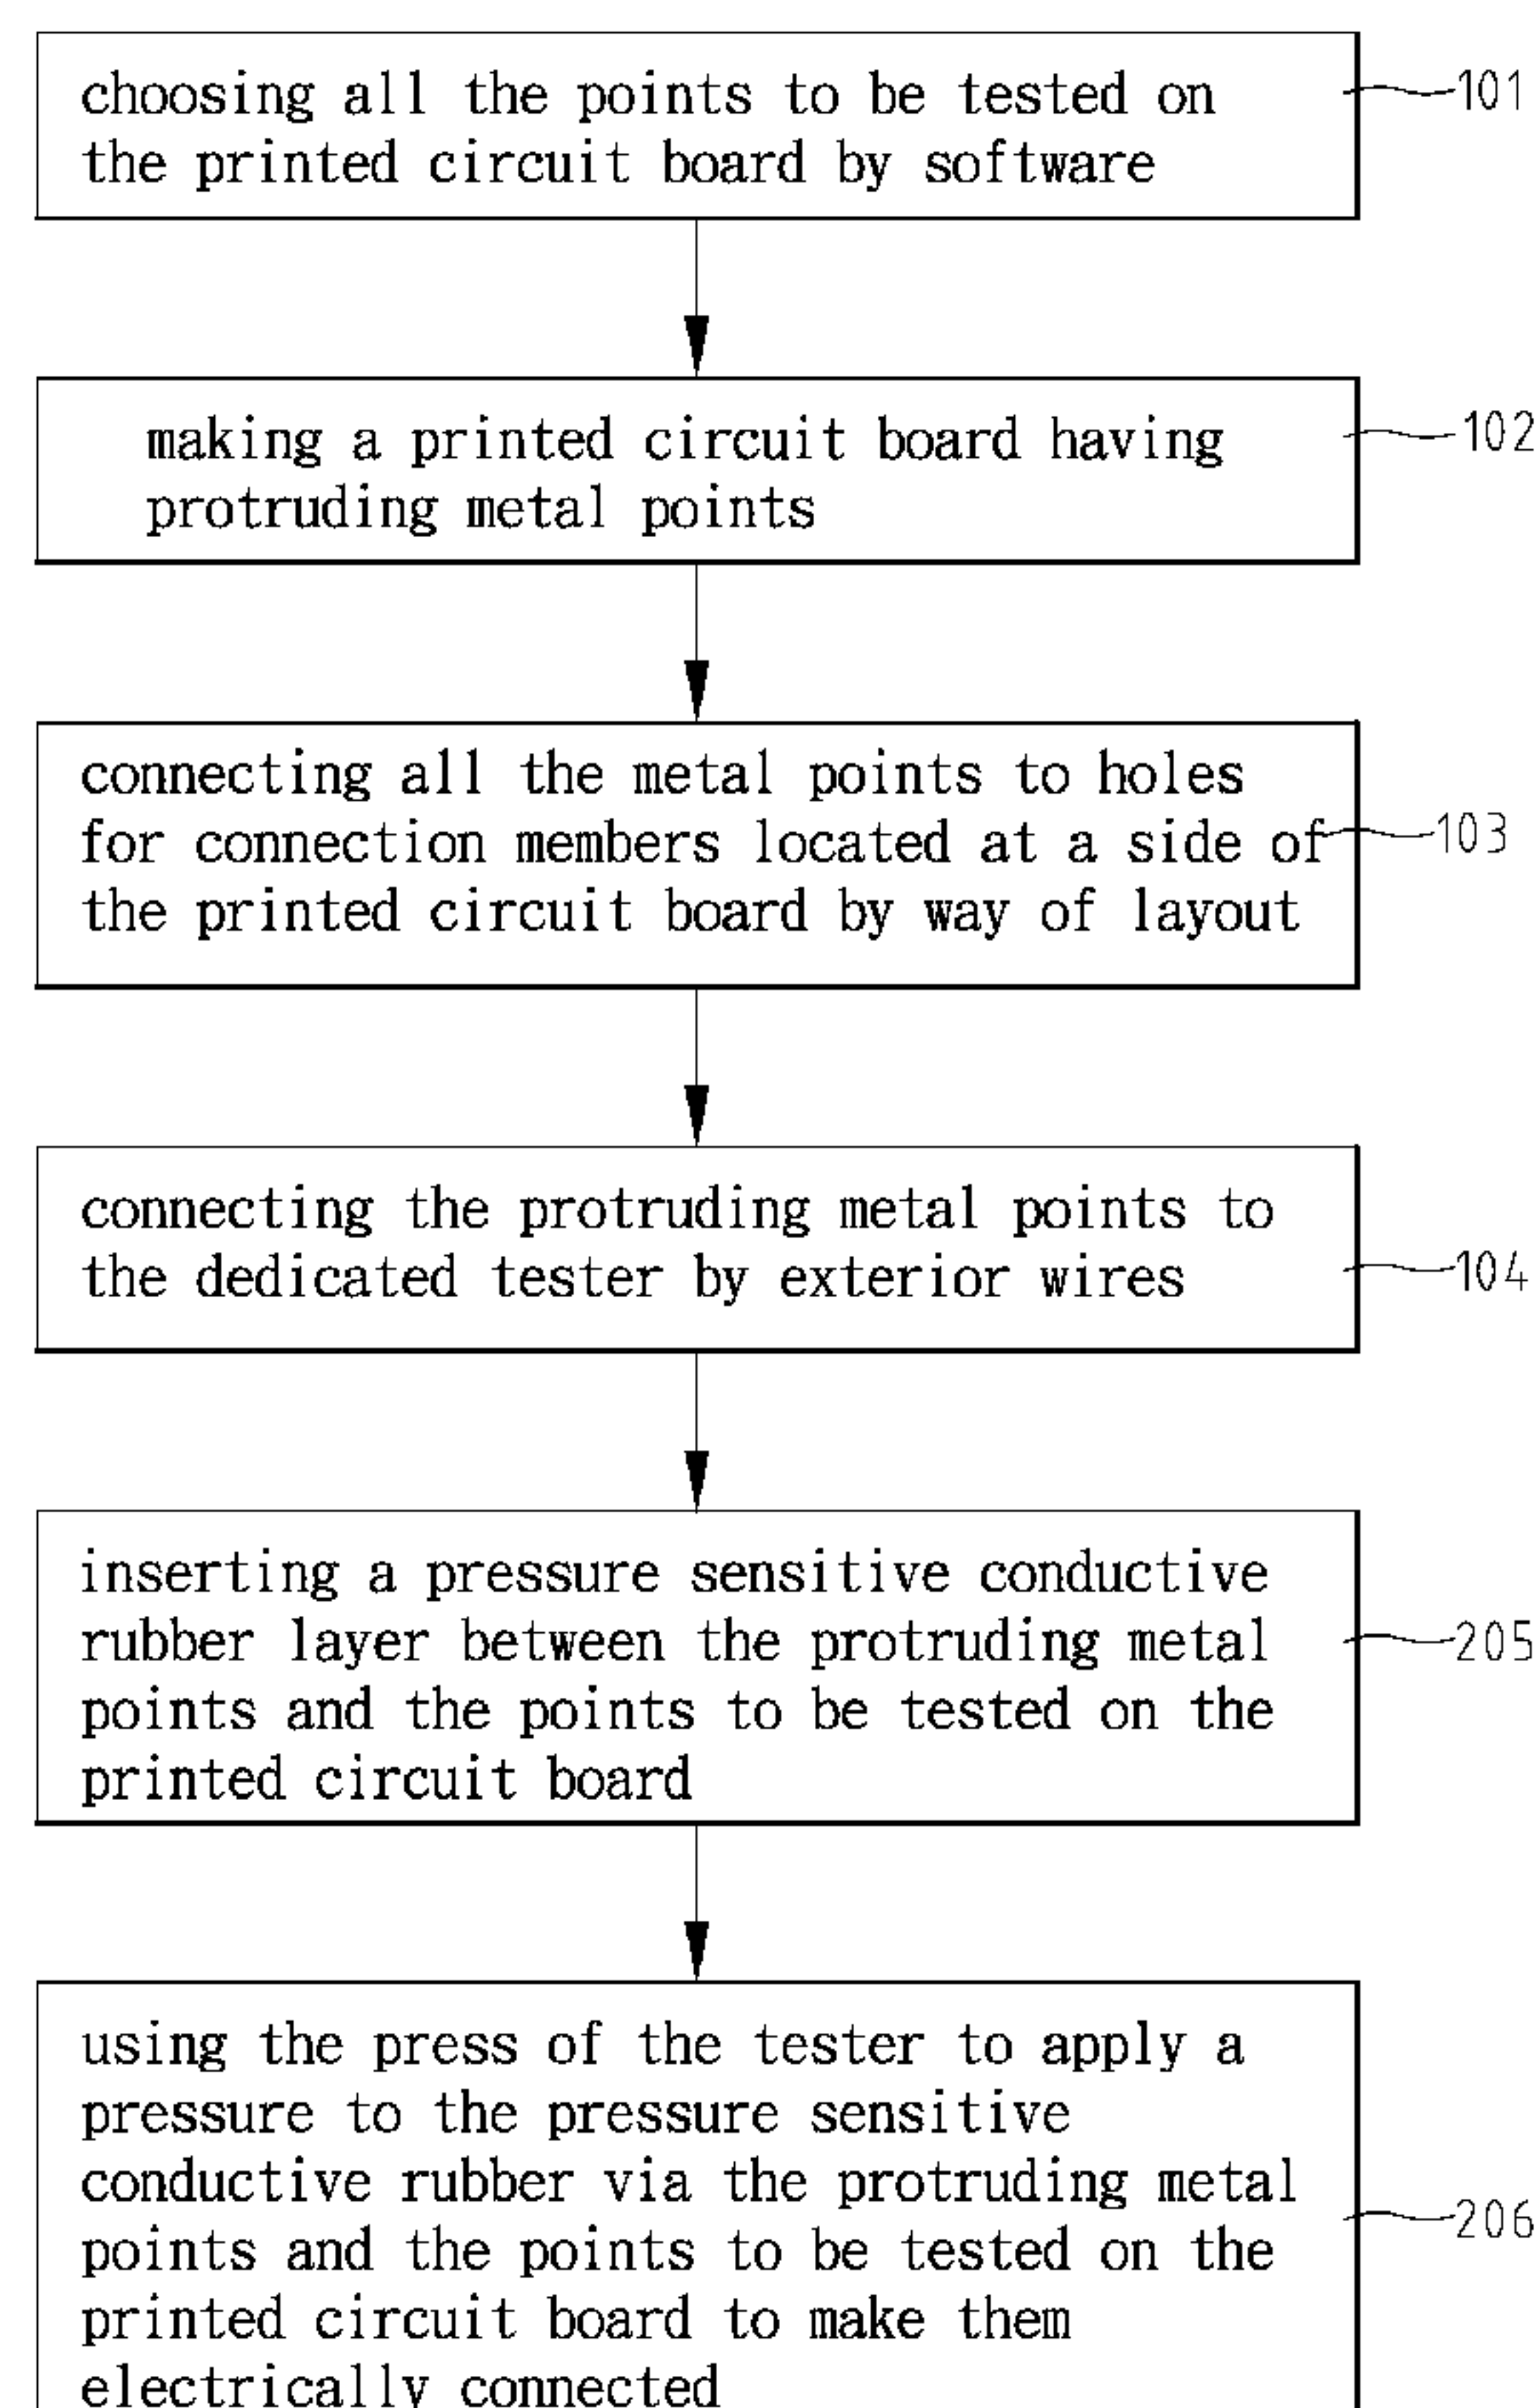 choosing all the points to be tested on
the printed circuit board by software
101
making a printed circuit board having
protruding metal points
102
connecting all the metal points to holes
for connection members located at a side of
the printed circuit board by way of layout
103
connecting the protruding metal points to
the dedicated tester by exterior wires
104
inserting a pressure sensitive conductive
rubber layer between the protruding metal
points and the points to be tested on the
printed circuit board
205
using the press of the tester to apply a
pressure to the pressure sensitive
conductive rubber via the protruding metal
points and the points to be tested on the
printed circuit board to make them
electrically connected
206